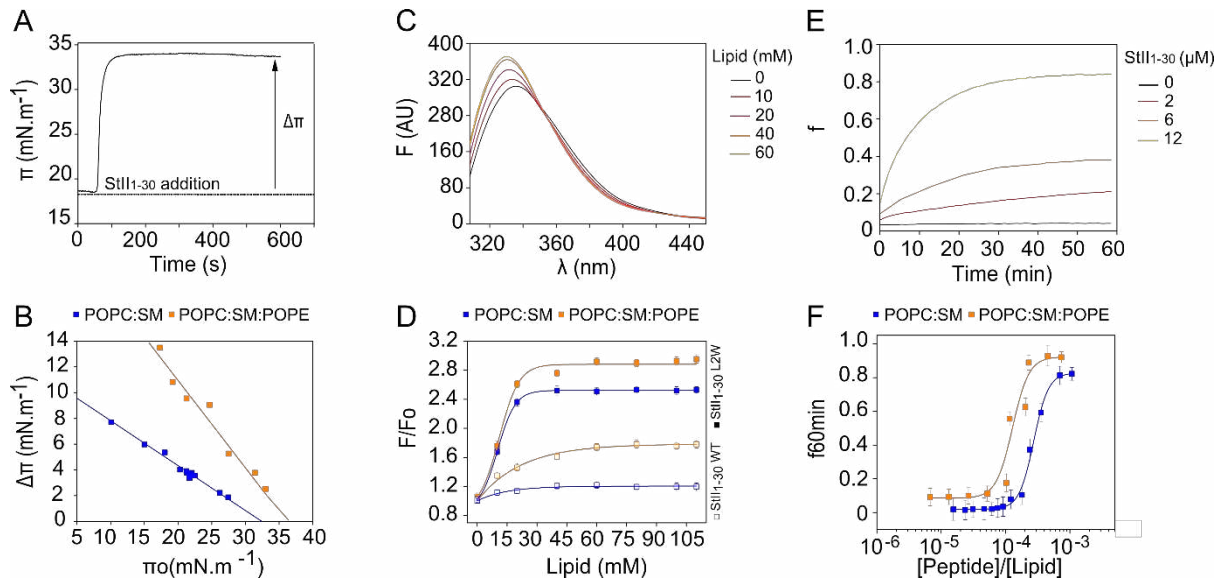 A
π (mN.m⁻¹)
35
30
25
20
15
StII1-30 addition
Δπ
0 200 400 600
Time (s)
C
F (AU)
400
320
240
160
80
0
320 360 400 440
λ (nm)
Lipid (mM)
0
10
20
40
60
E
f
1.0
0.8
0.6
0.4
0.2
0
0 10 20 30 40 50 60
Time (min)
StII1-30 (µM)
0
2
6
12
B
POPC:SM POPC:SM:POPE
Δπ (mN.m⁻¹)
14
12
10
8
6
4
2
0
5 10 15 20 25 30 35 40
πo(mN.m⁻¹)
D
POPC:SM POPC:SM:POPE
F/Fo
3.2
2.8
2.4
2.0
1.6
1.2
0.8
0 15 30 45 60 75 90 105
Lipid (mM)
StII1-30 WT StII1-30 L2W
F
POPC:SM POPC:SM:POPE
f60min
1.0
0.8
0.6
0.4
0.2
0
10⁻⁶ 10⁻⁵ 10⁻⁴ 10⁻³
[Peptide]/[Lipid]